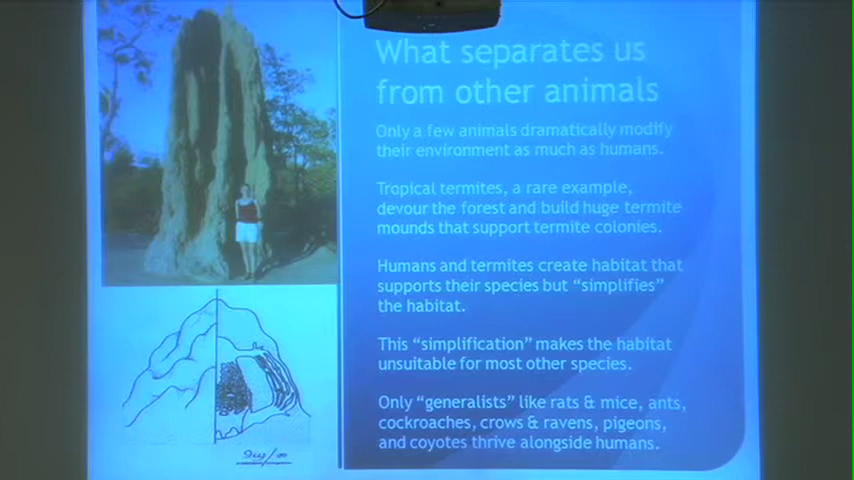 What separates us
from other animals
Only a few animals dramatically modify
their environment as much as humans.
Tropical termites, a rare example,
devour the forest and build huge termite
mounds that support termite colonies.
Humans and termites create habitat that
supports their species but “simplifies”
the habitat.
This “simplification” makes the habitat
unsuitable for most other species.
Only “generalists” like rats & mice, ants,
cockroaches, crows & ravens, pigeons,
and coyotes thrive alongside humans.